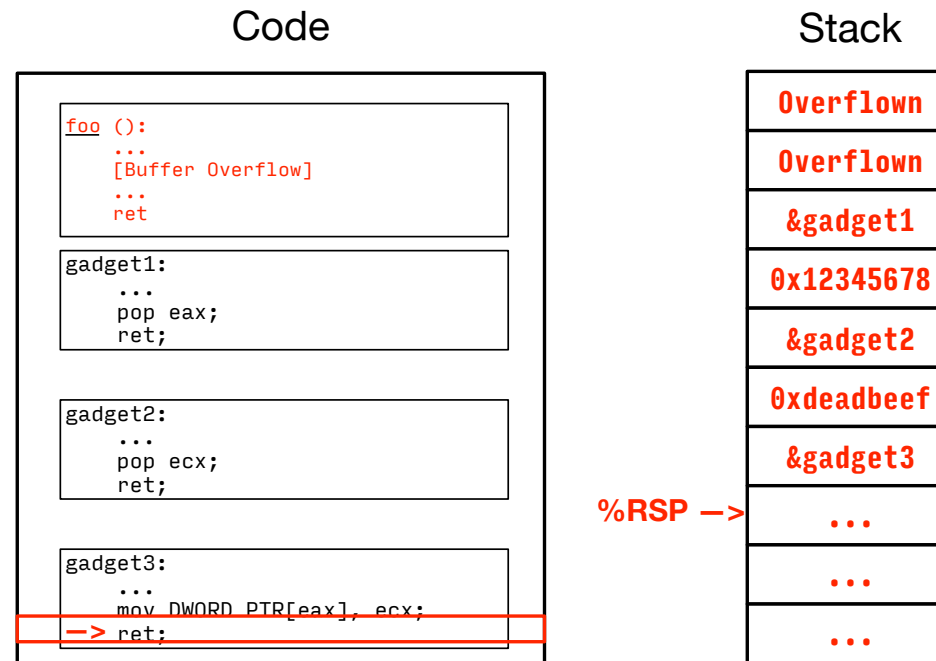 Code
foo ():
...
[Buffer Overflow]
...
ret
gadget1:
...
pop eax;
ret;
gadget2:
...
pop ecx;
ret;
gadget3:
...
mov DWORD PTR[eax], ecx;
—> ret;
Stack
Overflown
Overflown
&gadget1
0x12345678
&gadget2
0xdeadbeef
&gadget3
%RSP —> ...
...
...